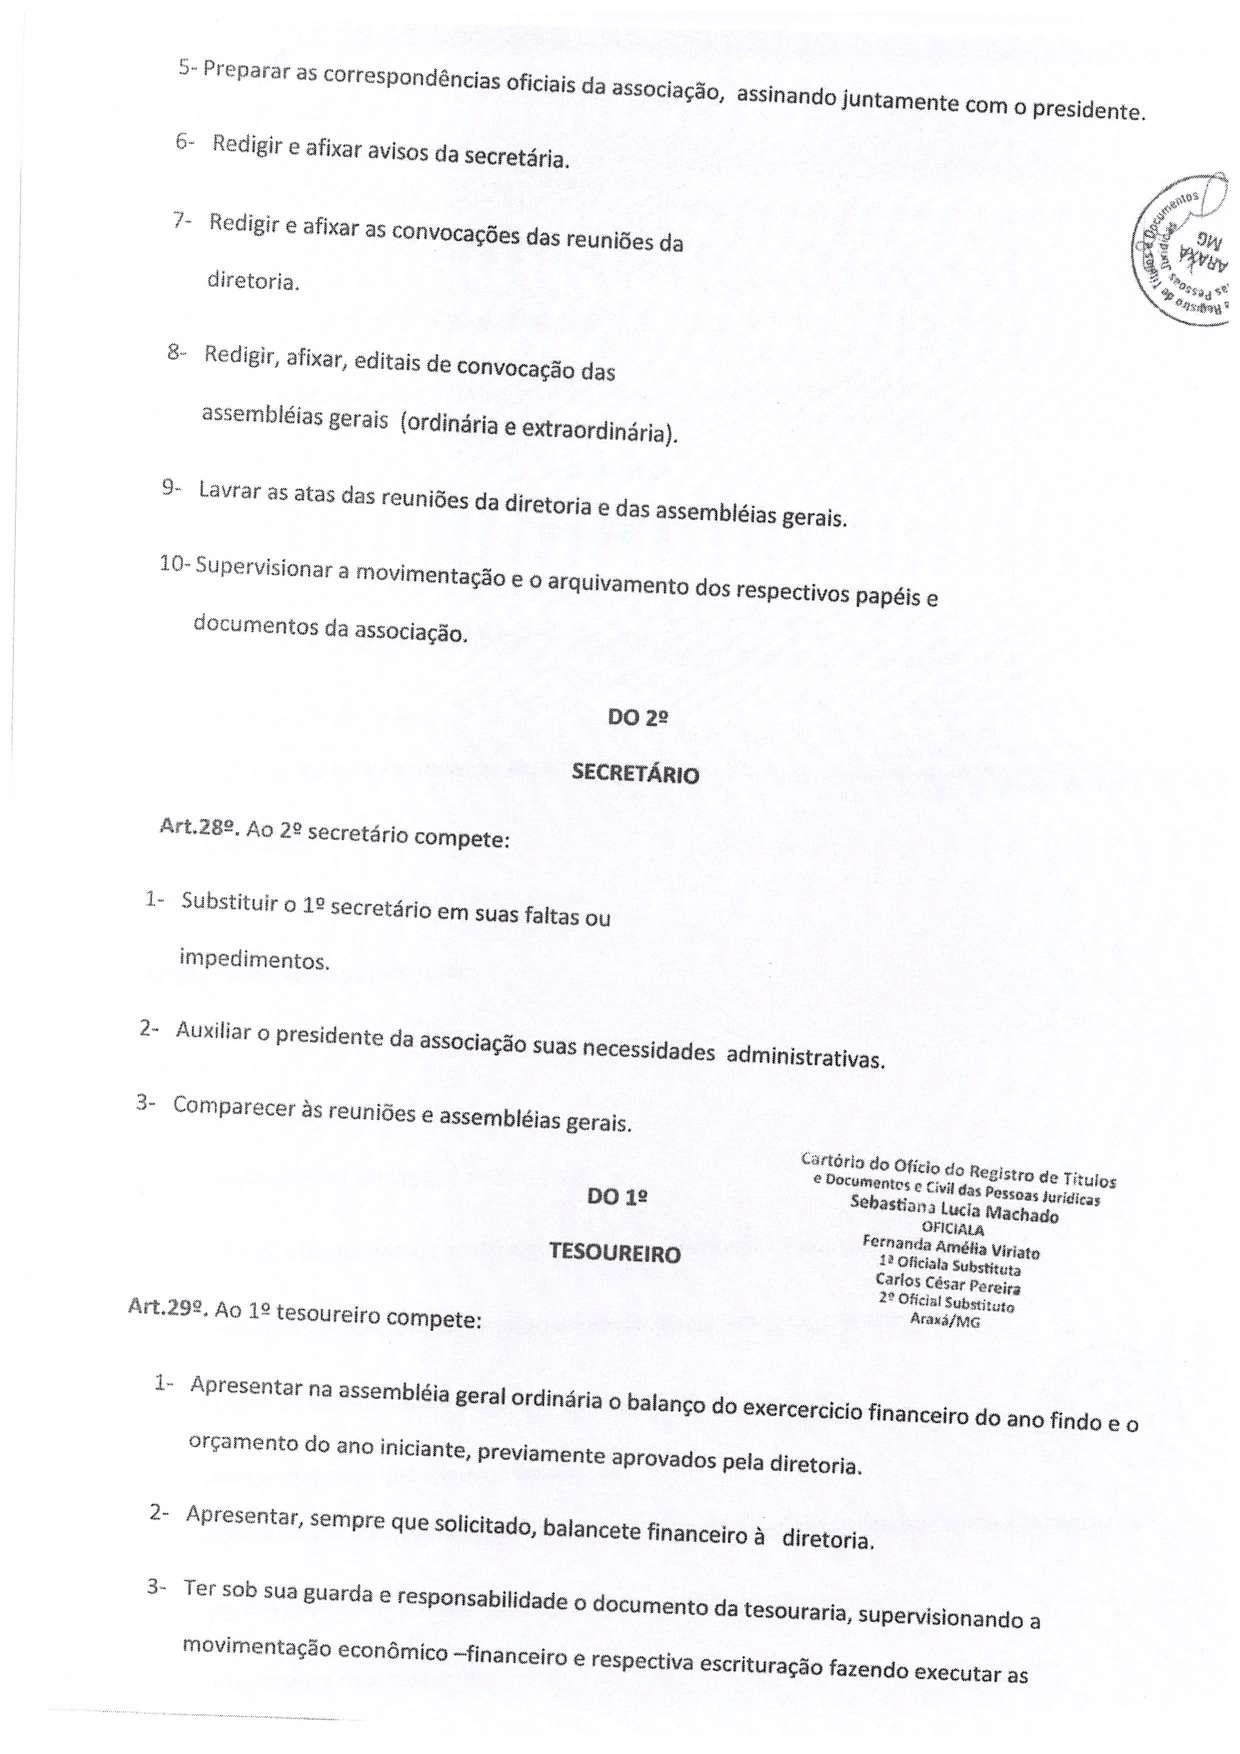 5- Preparar as correspondências oficiais da associação, assinando juntamente com o presidente.
6- Redigir e afixar avisos da secretária.
7- Redigir e afixar as convocações das reuniões da
diretoria.
8- Redigir, afixar, editais de convocação das
assembléias gerais (ordinária e extraordinária).
9- Lavrar as atas das reuniões da diretoria e das assembléias gerais.
10- Supervisionar a movimentação e o arquivamento dos respectivos papéis e
documentos da associação.
Documentos
Registro de Títulos e
Pessoas Jurídicas
ARAXÁ
MG
DO 2º
SECRETÁRIO
Art.28º. Ao 2º secretário compete:
1- Substituir o 1º secretário em suas faltas ou
impedimentos.
2- Auxiliar o presidente da associação suas necessidades administrativas.
3- Comparecer às reuniões e assembléias gerais.
Cartório do Ofício do Registro de Títulos
e Documentos e Civil das Pessoas Jurídicas
Sebastiana Lucia Machado
OFICIALA
Fernanda Amélia Viriato
1ª Oficiala Substituta
Carlos César Pereira
2º Oficial Substituto
Araxá/MG
DO 1º
TESOUREIRO
Art.29º. Ao 1º tesoureiro compete:
1- Apresentar na assembléia geral ordinária o balanço do exercercicio financeiro do ano findo e o
orçamento do ano iniciante, previamente aprovados pela diretoria.
2- Apresentar, sempre que solicitado, balancete financeiro à diretoria.
3- Ter sob sua guarda e responsabilidade o documento da tesouraria, supervisionando a
movimentação econômico –financeiro e respectiva escrituração fazendo executar as